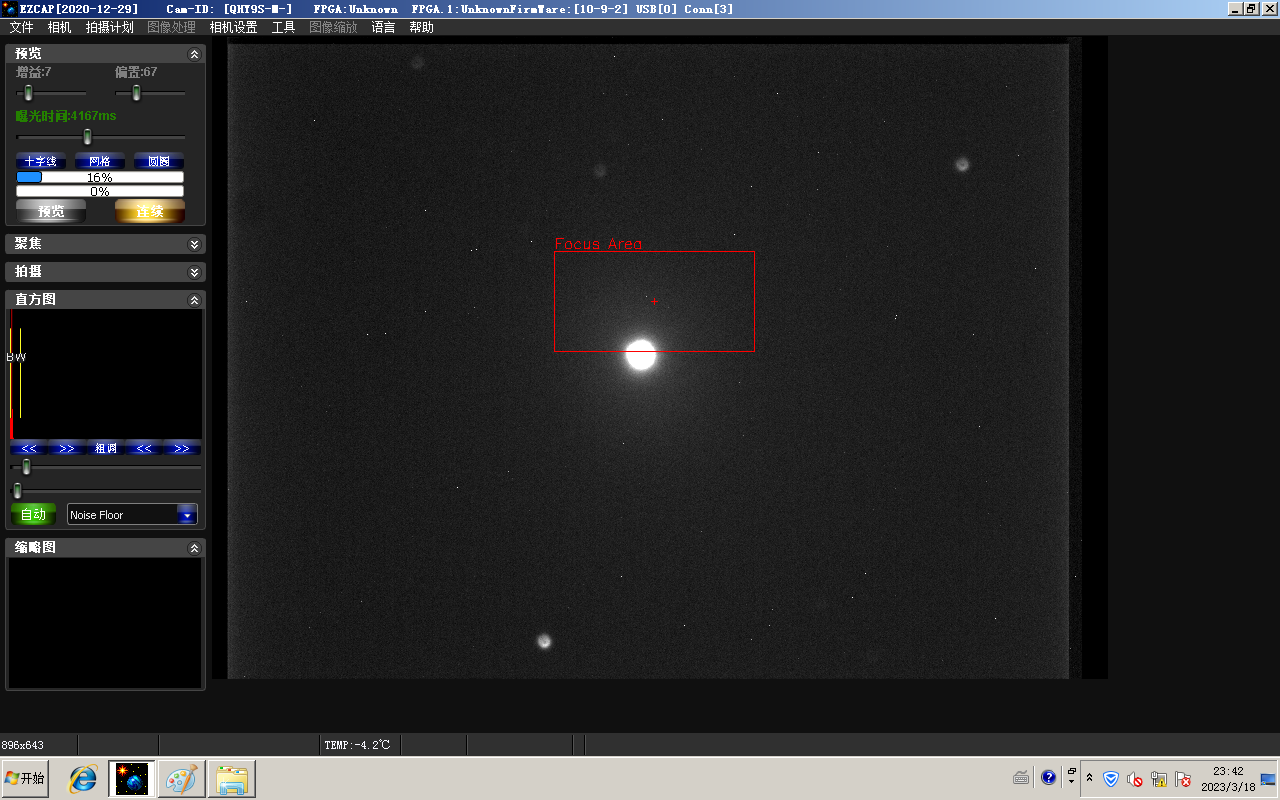 EZCAP[2020-12-29] Cam-ID: [QHY9S-M-] FPGA:Unknown FPGA.1:UnknownFirmWare:[10-9-2] USB[0] Conn[3]
文件 相机 拍摄计划 图像处理 相机设置 工具 图像缩放 语言 帮助
预览
增益:7 偏置:67
曝光时间:4167ms
十字线 网格 圆圈
16%
0%
预览 连续
聚焦
拍摄
直方图
B W
<< >> 粗调 << >>
自动 Noise Floor
缩略图
Focus Area
896x643 TEMP:-4.2℃
开始
23:42
2023/3/18